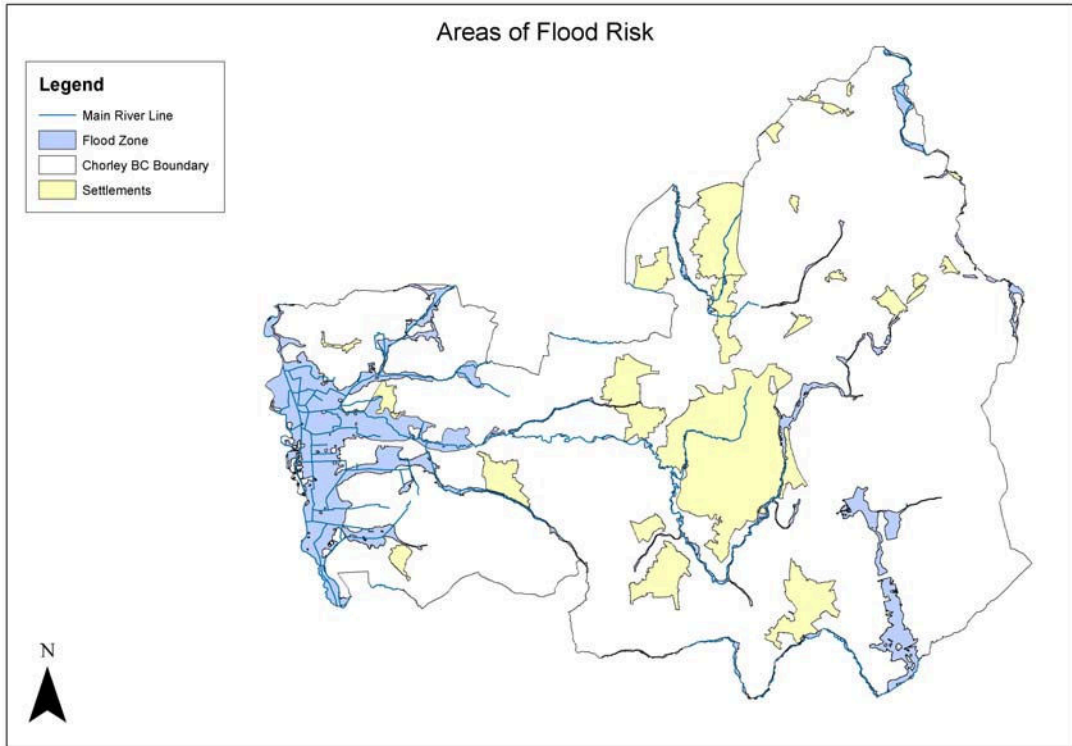 Areas of Flood Risk
Legend
Main River Line
Flood Zone
Chorley BC Boundary
Settlements
N